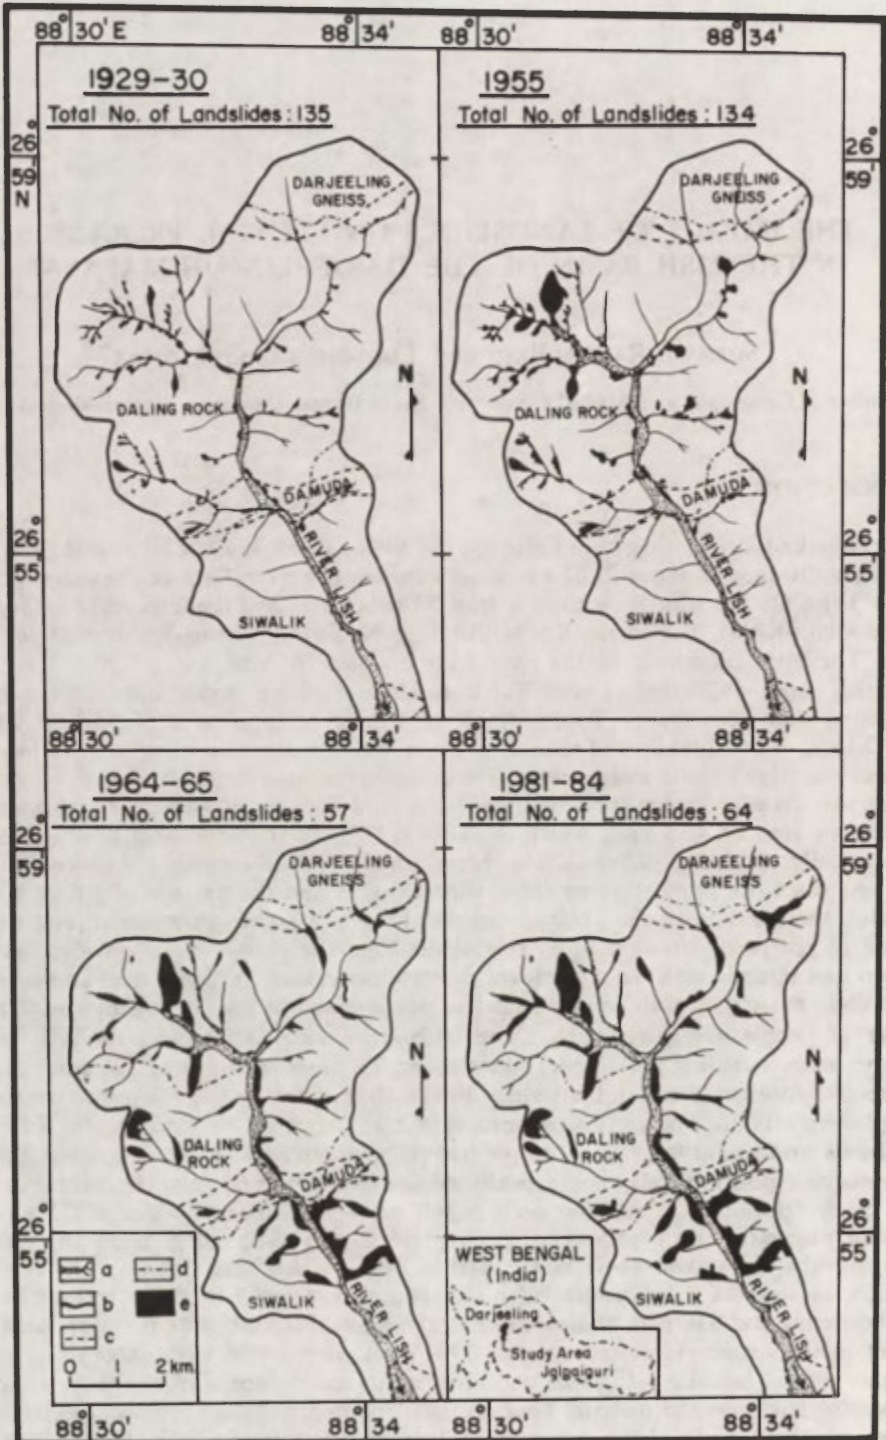 88° 30' E
88° 34'
88° 30'
88° 34'
1929-30
Total No. of Landslides : 135
26° 59' N
DARJEELING
GNEISS
DALING ROCK
N
DAMUDA
RIVER LISH
SIWALIK
26° 55'
1955
Total No. of Landslides : 134
26° 59'
DARJEELING
GNEISS
DALING ROCK
N
DAMUDA
RIVER LISH
SIWALIK
26° 55'
88° 30'
88° 34'
88° 30'
88° 34'
1964-65
Total No. of Landslides : 57
26° 59'
DARJEELING
GNEISS
N
DALING
ROCK
DAMUDA
26° 55'
SIWALIK
RIVER LISH
a
d
b
e
c
0 1 2 km.
1981-84
Total No. of Landslides : 64
26° 59'
DARJEELING
GNEISS
N
DALING
ROCK
DAMUDA
26° 55'
SIWALIK
RIVER LISH
WEST BENGAL
(India)
Darjeeling
Study Area
Jalpaiguri
88° 30'
88° 34'
88° 30'
88° 34'